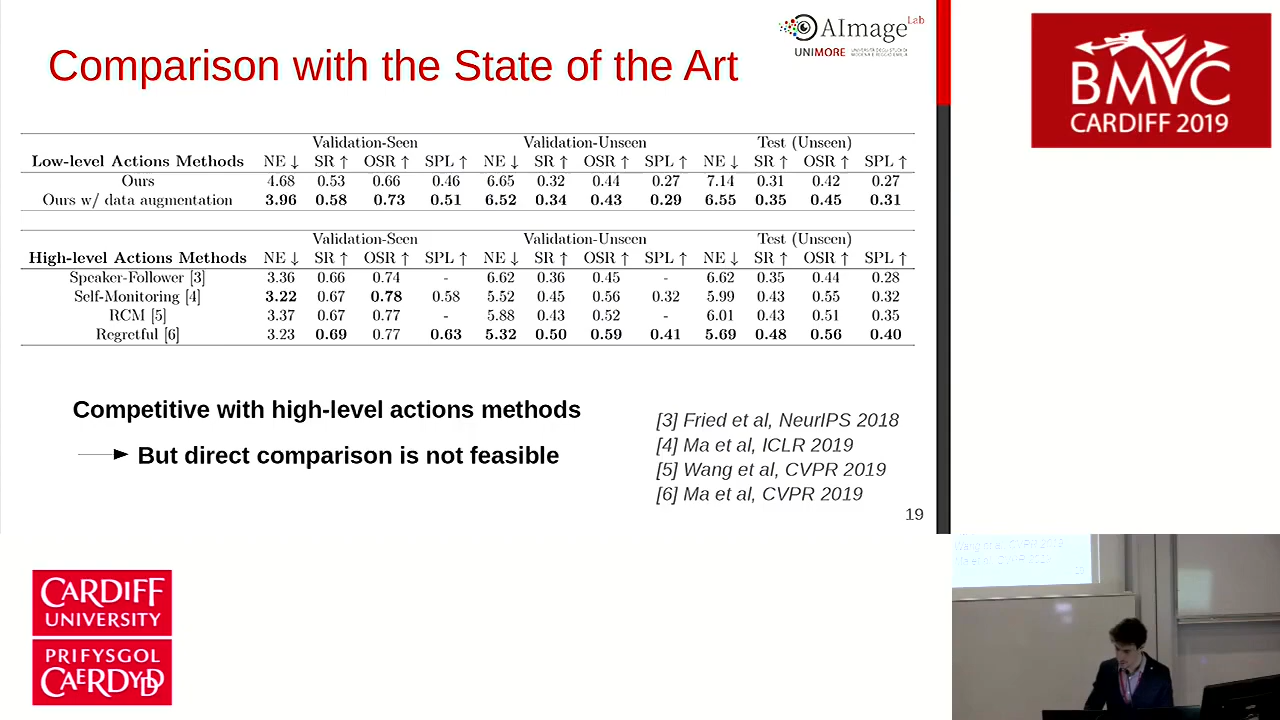 AImage Lab
UNIMORE
Comparison with the State of the Art
Validation-Seen Validation-Unseen Test (Unseen)
Low-level Actions Methods NE ↓ SR ↑ OSR ↑ SPL ↑ NE ↓ SR ↑ OSR ↑ SPL ↑ NE ↓ SR ↑ OSR ↑ SPL ↑
Ours 4.68 0.53 0.66 0.46 6.65 0.32 0.44 0.27 7.14 0.31 0.42 0.27
Ours w/ data augmentation 3.96 0.58 0.73 0.51 6.52 0.34 0.43 0.29 6.55 0.35 0.45 0.31
Validation-Seen Validation-Unseen Test (Unseen)
High-level Actions Methods NE ↓ SR ↑ OSR ↑ SPL ↑ NE ↓ SR ↑ OSR ↑ SPL ↑ NE ↓ SR ↑ OSR ↑ SPL ↑
Speaker-Follower [3] 3.36 0.66 0.74 - 6.62 0.36 0.45 - 6.62 0.35 0.44 0.28
Self-Monitoring [4] 3.22 0.67 0.78 0.58 5.52 0.45 0.56 0.32 5.99 0.43 0.55 0.32
RCM [5] 3.37 0.67 0.77 - 5.88 0.43 0.52 - 6.01 0.43 0.51 0.35
Regretful [6] 3.23 0.69 0.77 0.63 5.32 0.50 0.59 0.41 5.69 0.48 0.56 0.40
Competitive with high-level actions methods
But direct comparison is not feasible
[3] Fried et al, NeurIPS 2018
[4] Ma et al, ICLR 2019
[5] Wang et al, CVPR 2019
[6] Ma et al, CVPR 2019
19
BMVC
CARDIFF 2019
CARDIFF
UNIVERSITY
PRIFYSGOL
CAERDYDD
Wang et al, CVPR 2019